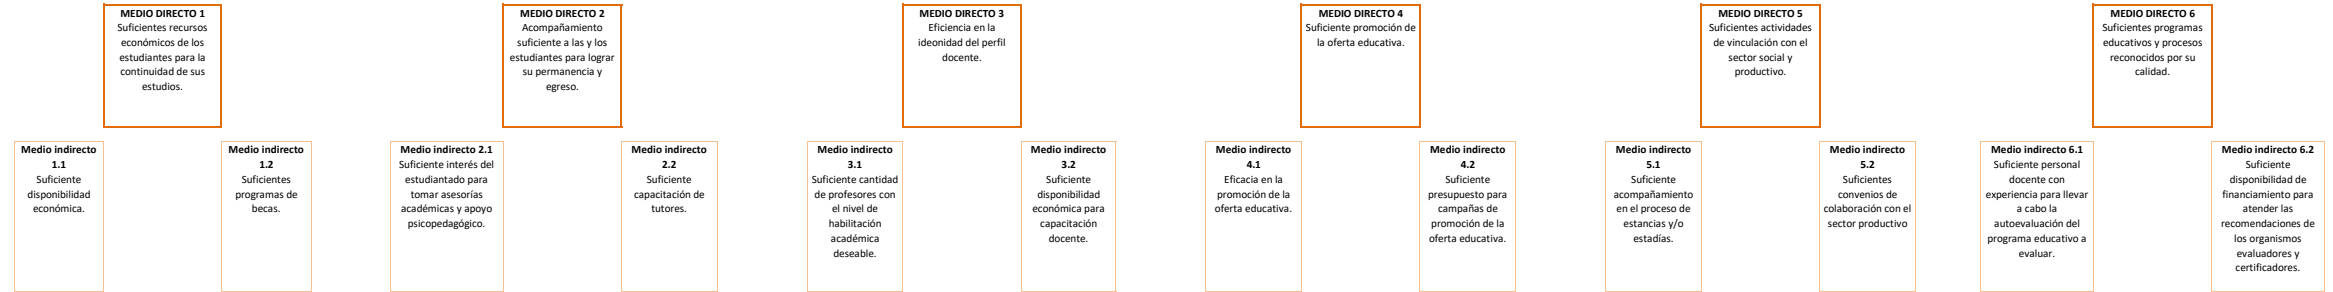 MEDIO DIRECTO 1
Suficientes recursos
económicos de los
estudiantes para la
continuidad de sus
estudios.
MEDIO DIRECTO 2
Acompañamiento
suficiente a las y los
estudiantes para lograr
su permanencia y
egreso.
MEDIO DIRECTO 3
Eficiencia en la
ideonidad del perfil
docente.
MEDIO DIRECTO 4
Suficiente promoción de
la oferta educativa.
MEDIO DIRECTO 5
Suficientes actividades
de vinculación con el
sector social y
productivo.
MEDIO DIRECTO 6
Suficientes programas
educativos y procesos
reconocidos por su
calidad.
Medio indirecto
1.1
Suficiente
disponibilidad
económica.
Medio indirecto
1.2
Suficientes
programas de
becas.
Medio indirecto 2.1
Suficiente interés del
estudiantado para
tomar asesorías
académicas y apoyo
psicopedagógico.
Medio indirecto
2.2
Suficiente
capacitación de
tutores.
Medio indirecto
3.1
Suficiente cantidad
de profesores con
el nivel de
habilitación
académica
deseable.
Medio indirecto
3.2
Suficiente
disponibilidad
económica para
capacitación
docente.
Medio indirecto
4.1
Eficacia en la
promoción de la
oferta educativa.
Medio indirecto
4.2
Suficiente
presupuesto para
campañas de
promoción de la
oferta educativa.
Medio indirecto
5.1
Suficiente
acompañamiento
en el proceso de
estancias y/o
estadías.
Medio indirecto
5.2
Suficientes
convenios de
colaboración con el
sector productivo
Medio indirecto 6.1
Suficiente personal
docente con
experiencia para llevar
a cabo la
autoevaluación del
programa educativo a
evaluar.
Medio indirecto 6.2
Suficiente
disponibilidad de
financiamiento para
atender las
recomendaciones de
los organismos
evaluadores y
certificadores.